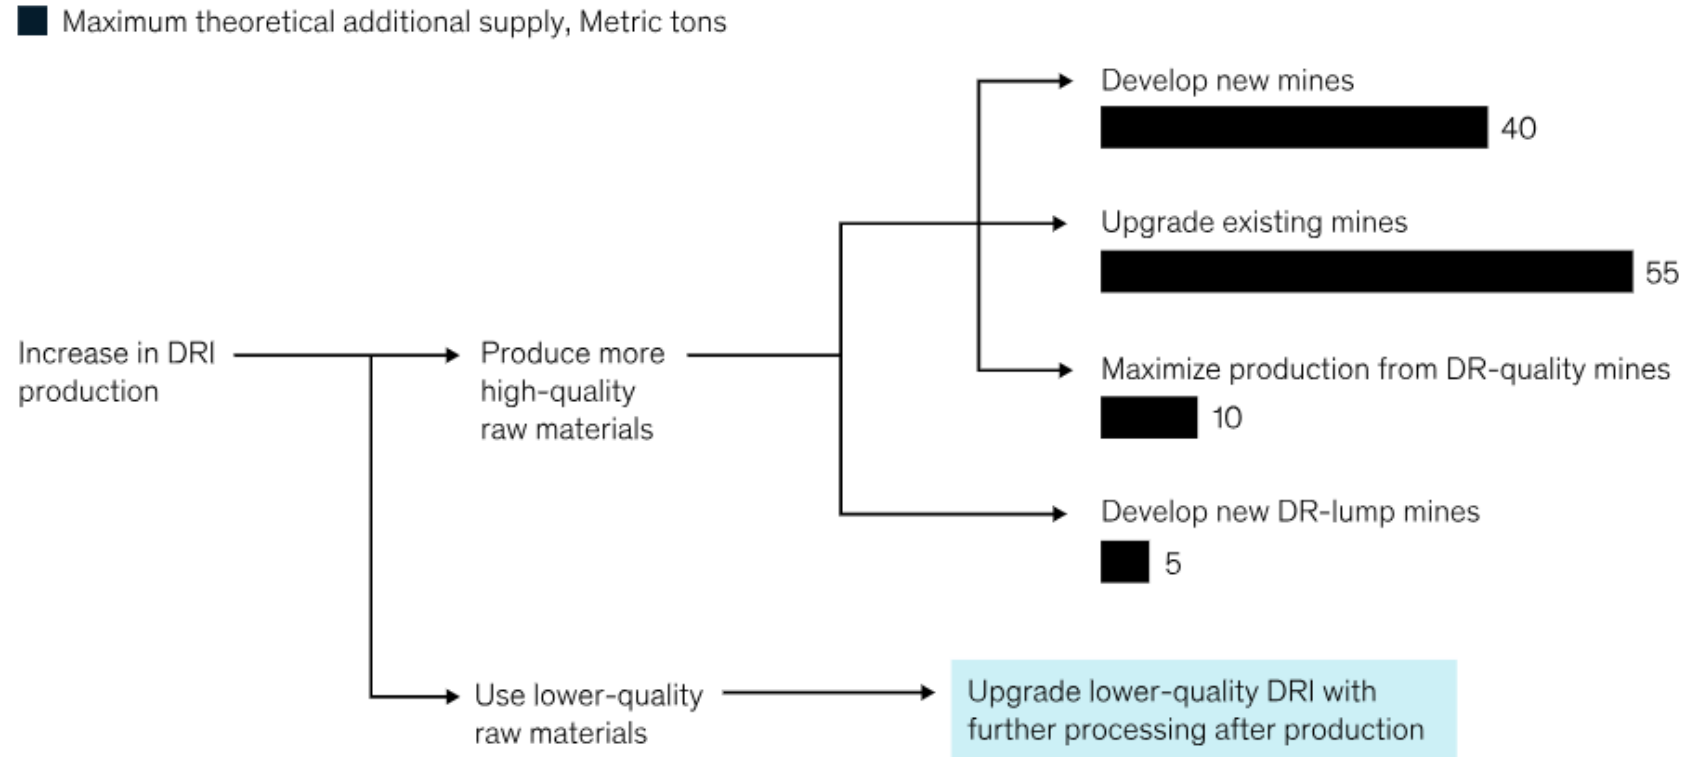 Maximum theoretical additional supply, Metric tons
Develop new mines
40
Upgrade existing mines
55
Increase in DRI
production
Produce more
high-quality
raw materials
Maximize production from DR-quality mines
10
Develop new DR-lump mines
5
Use lower-quality
raw materials
Upgrade lower-quality DRI with
further processing after production